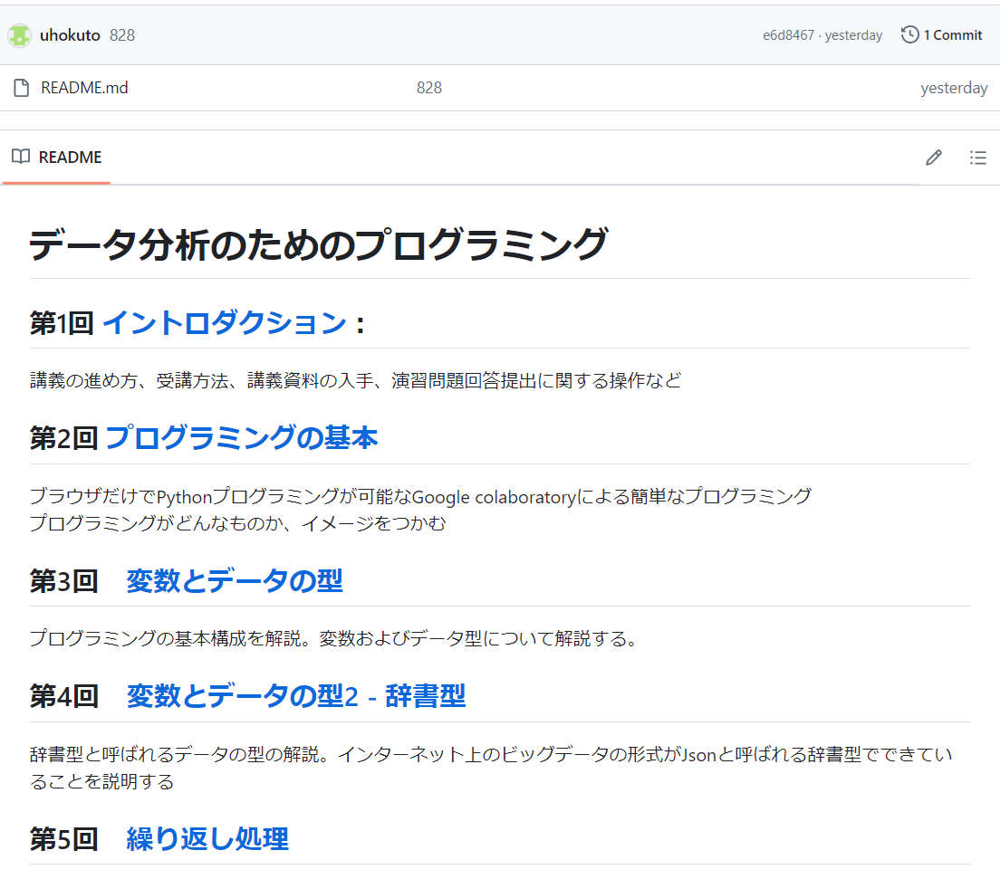 uhokuto 828 e6d8467 · yesterday 1 Commit
README.md 828 yesterday
README
データ分析のためのプログラミング
第1回 イントロダクション：
講義の進め方、受講方法、講義資料の入手、演習問題回答提出に関する操作など
第2回 プログラミングの基本
ブラウザだけでPythonプログラミングが可能なGoogle colaboratoryによる簡単なプログラミング
プログラミングがどんなものか、イメージをつかむ
第3回　変数とデータの型
プログラミングの基本構成を解説。変数およびデータ型について解説する。
第4回　変数とデータの型2 - 辞書型
辞書型と呼ばれるデータの型の解説。インターネット上のビッグデータの形式がJsonと呼ばれる辞書型でできてい
ることを説明する
第5回　繰り返し処理